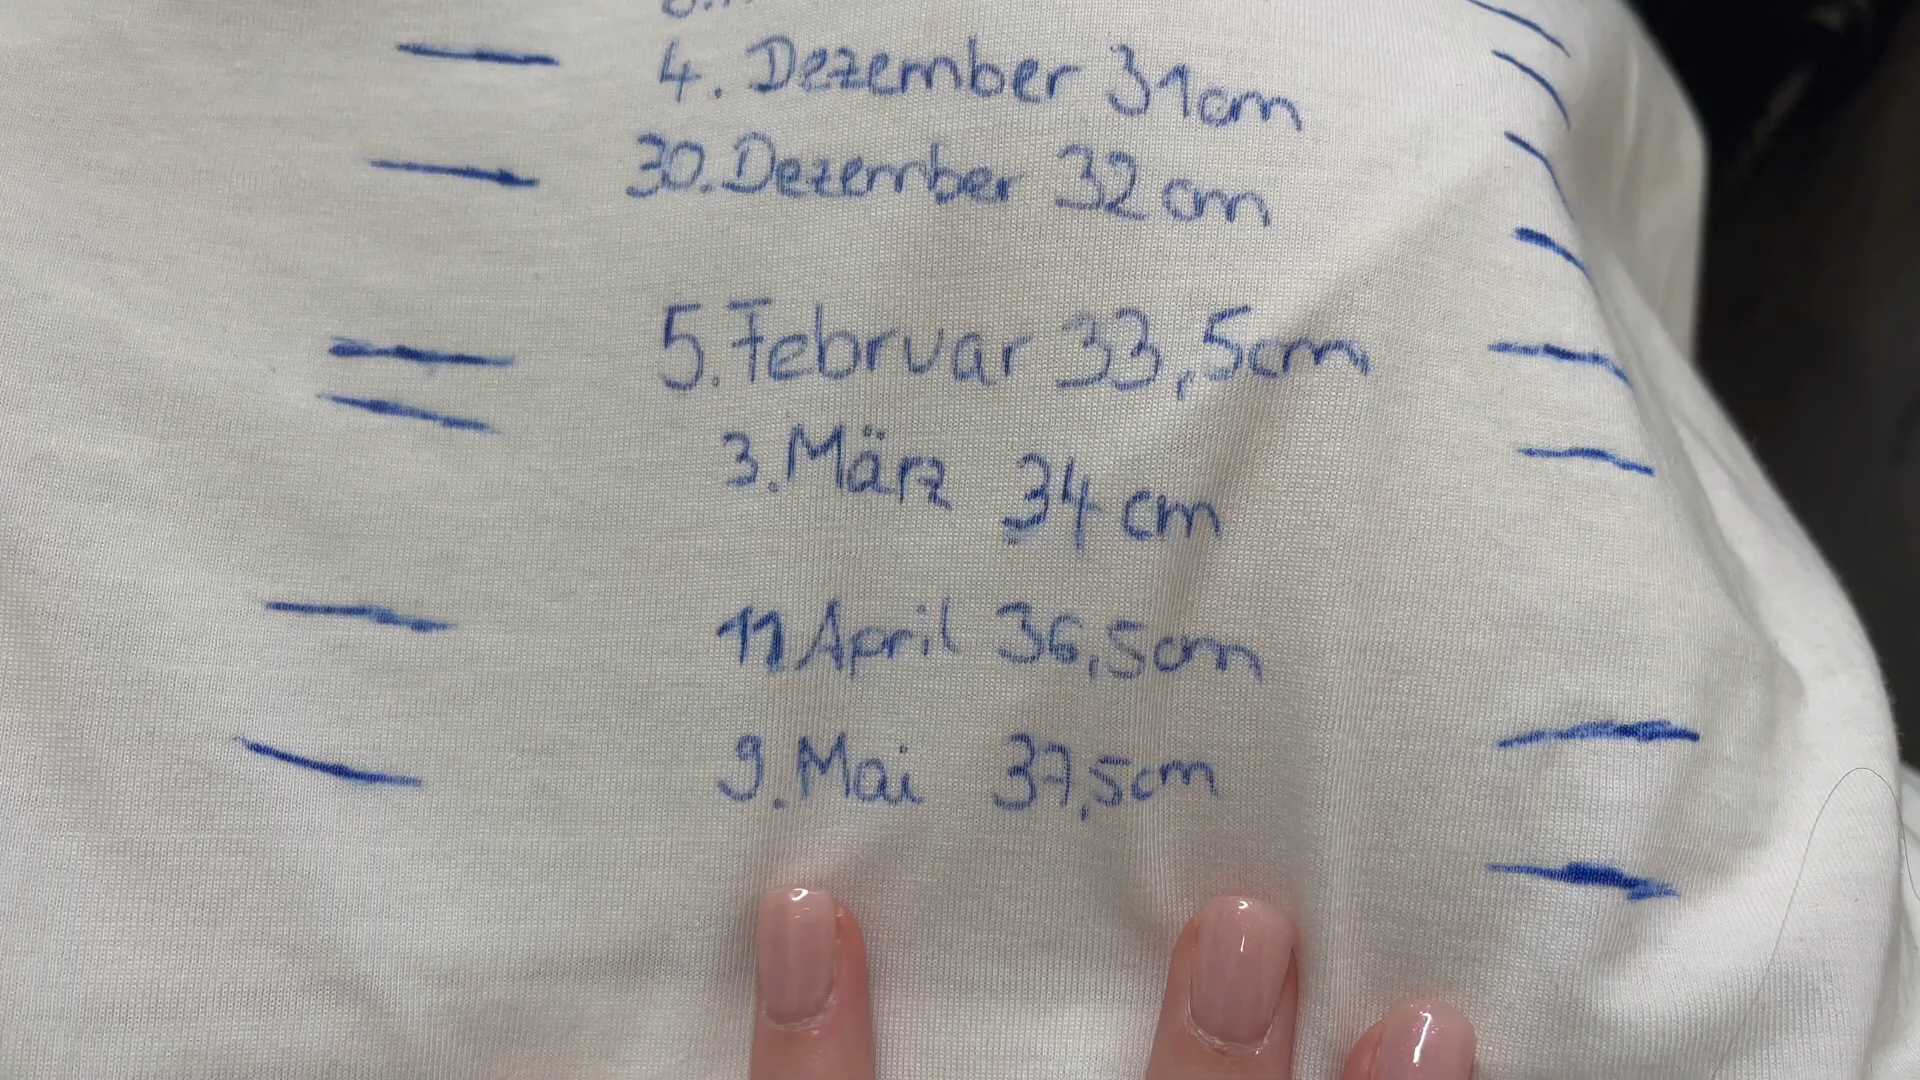 4. Dezember 31cm
30. Dezember 32 cm
5. Februar 33,5cm
3. März 34 cm
11 April 36,5cm
9. Mai 37,5cm